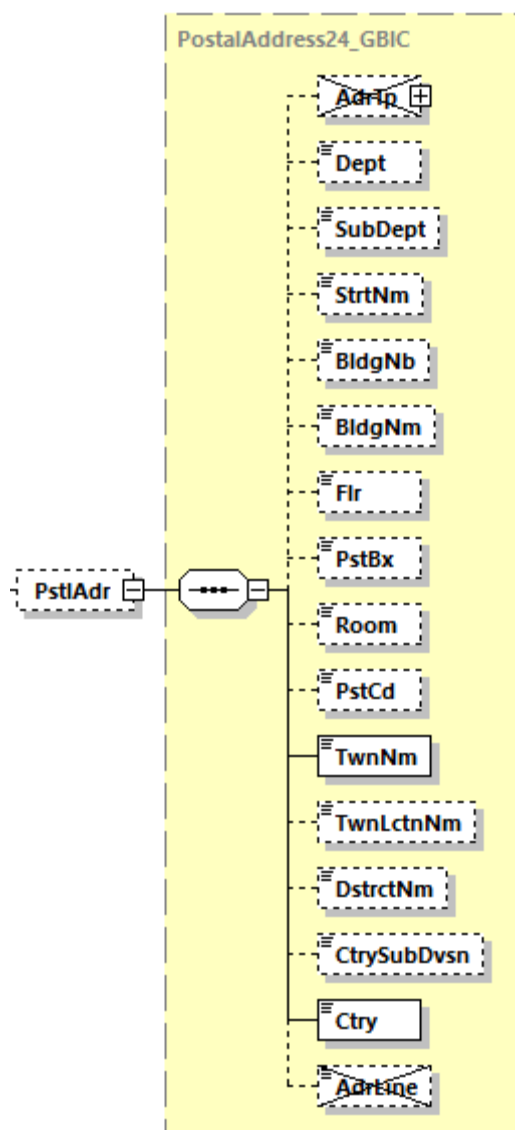 PostalAddress24_GBIC
AdrTp
Dept
SubDept
StrtNm
BldgNb
BldgNm
Flr
PstBx
PstlAdr
Room
PstCd
TwnNm
TwnLctnNm
DstrctNm
CtrySubDvsn
Ctry
AdrLine